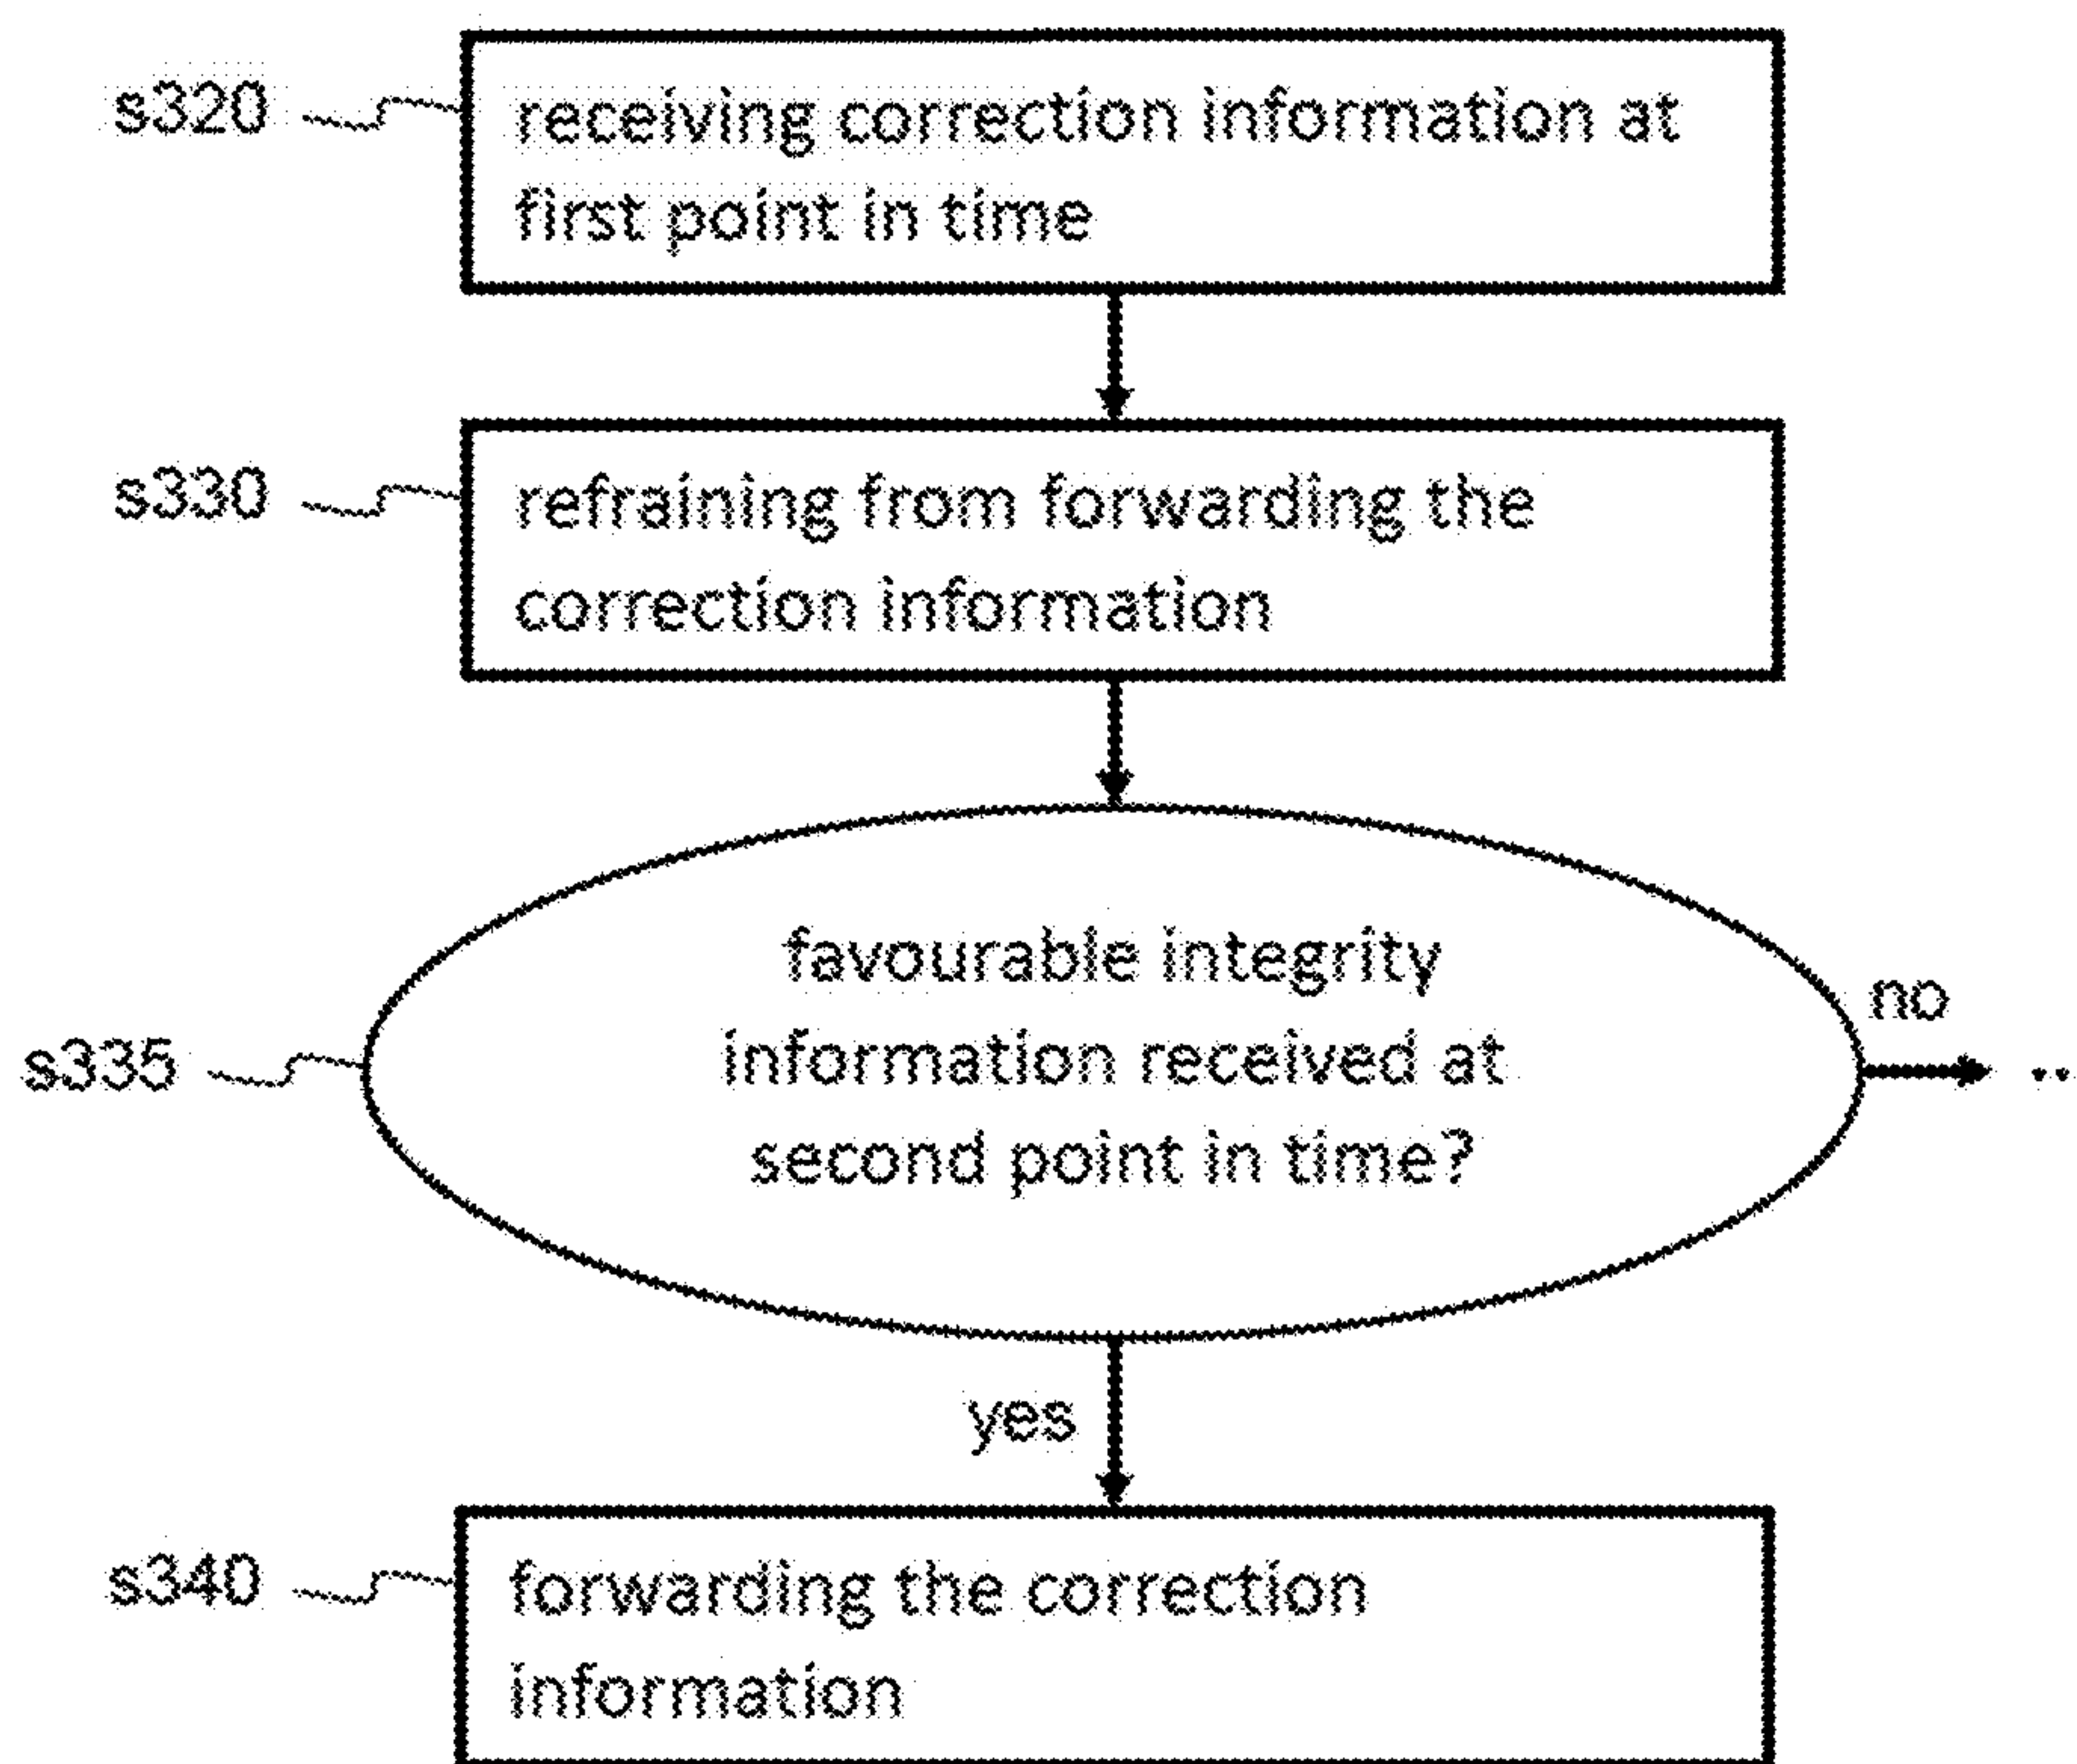 s320
receiving correction information at
first point in time
s330
refraining from forwarding the
correction information
favourable integrity
information received at
second point in time?
s335
no
..
yes
s340
forwarding the correction
information